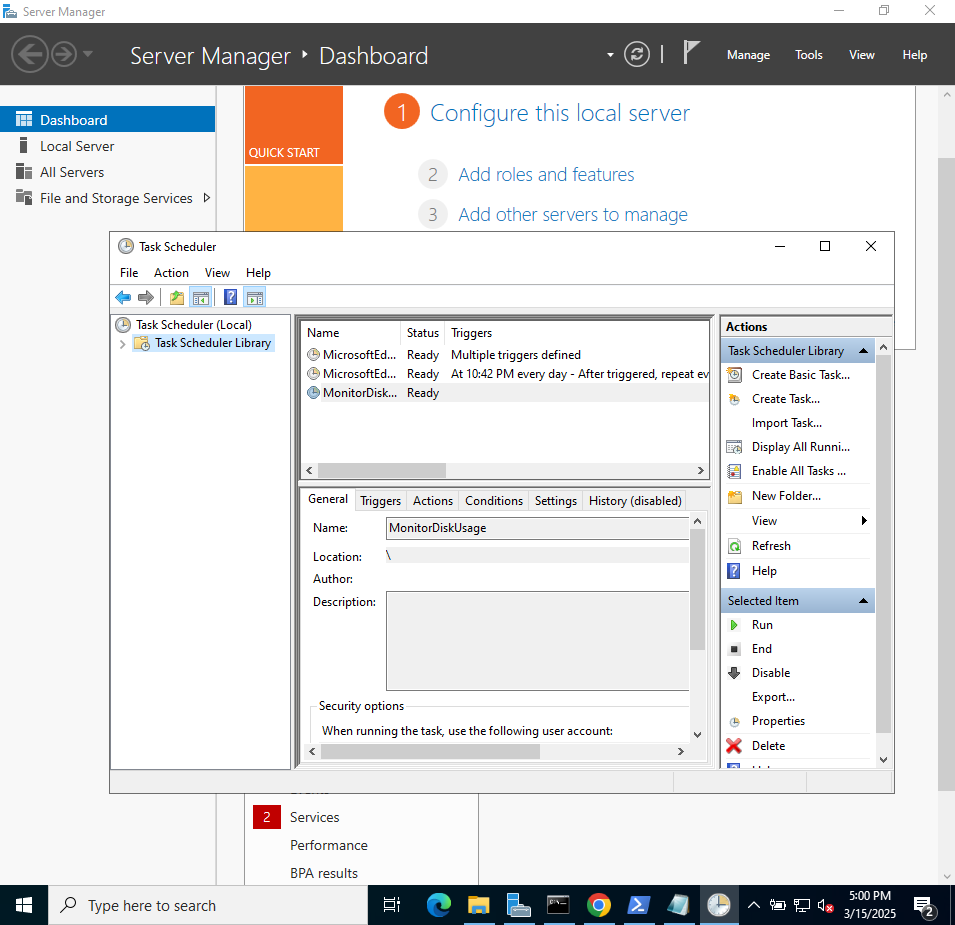 Server Manager
Server Manager ‣ Dashboard
Manage Tools View Help
Dashboard
Local Server
All Servers
File and Storage Services
QUICK START
1 Configure this local server
2 Add roles and features
3 Add other servers to manage
Task Scheduler
File Action View Help
Task Scheduler (Local)
Task Scheduler Library
Name Status Triggers
MicrosoftEd... Ready Multiple triggers defined
MicrosoftEd... Ready At 10:42 PM every day - After triggered, repeat ev
MonitorDisk... Ready
General Triggers Actions Conditions Settings History (disabled)
Name: MonitorDiskUsage
Location: \
Author:
Description:
Security options
When running the task, use the following user account:
Actions
Task Scheduler Library
Create Basic Task...
Create Task...
Import Task...
Display All Runni...
Enable All Tasks ...
New Folder...
View
Refresh
Help
Selected Item
Run
End
Disable
Export...
Properties
Delete
2 Services
Performance
BPA results
Type here to search
5:00 PM
3/15/2025
2